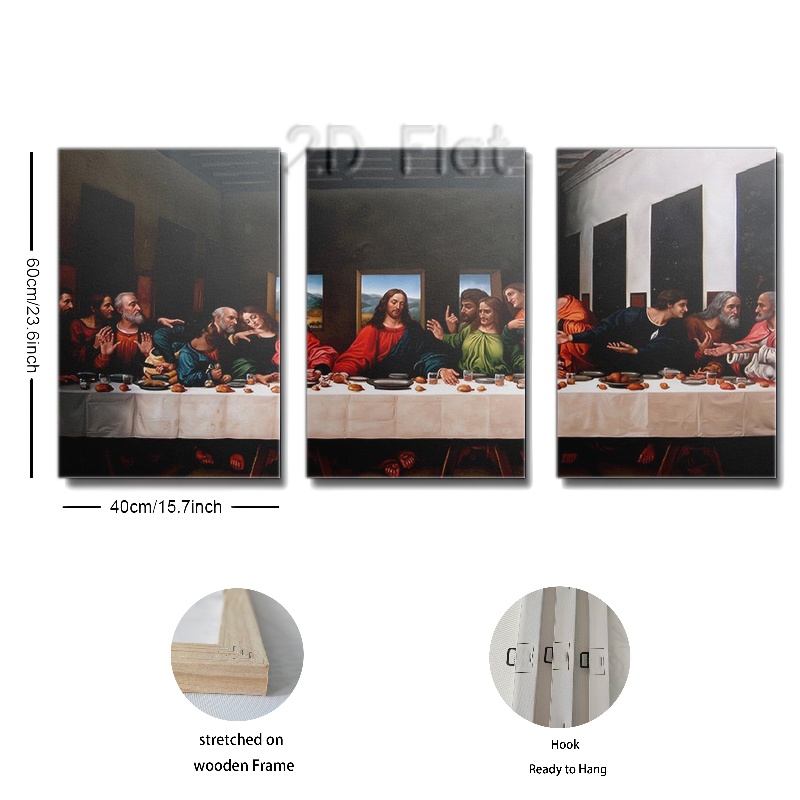 2D Flat
60cm/23.6inch
40cm/15.7inch
stretched on
wooden Frame
Hook
Ready to Hang